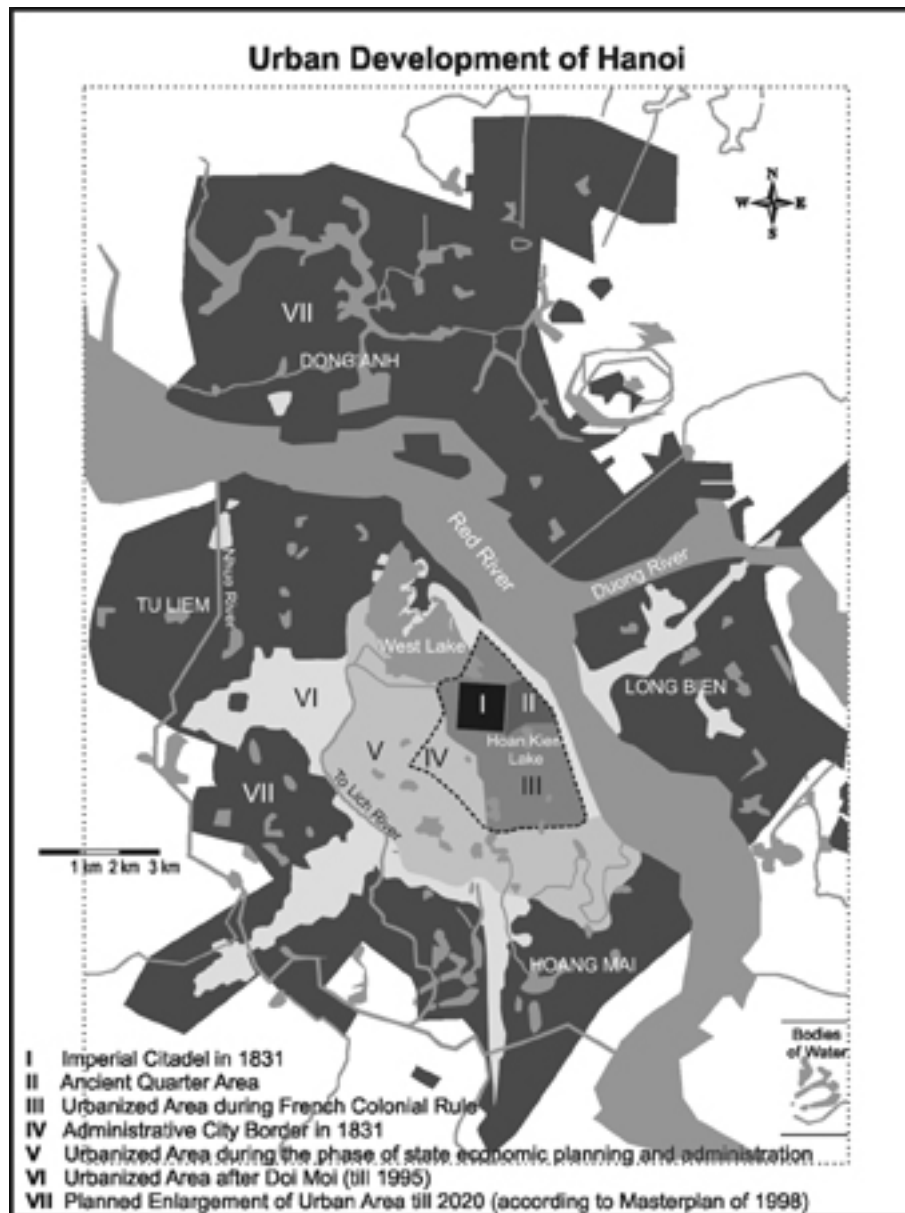 Urban Development of Hanoi
N
W E
S
VII
DONG ANH
Red River
Duong River
Nhue River
TU LIEM
West Lake
VI
I
II
LONG BIEN
Hoan Kien
Lake
V
IV
III
To Lich River
VII
1 km 2 km 3 km
HOANG MAI
Bodies
of Water
I Imperial Citadel in 1831
II Ancient Quarter Area
III Urbanized Area during French Colonial Rule
IV Administrative City Border in 1831
V Urbanized Area during the phase of state economic planning and administration
VI Urbanized Area after Doi Moi (till 1995)
VII Planned Enlargement of Urban Area till 2020 (according to Masterplan of 1998)